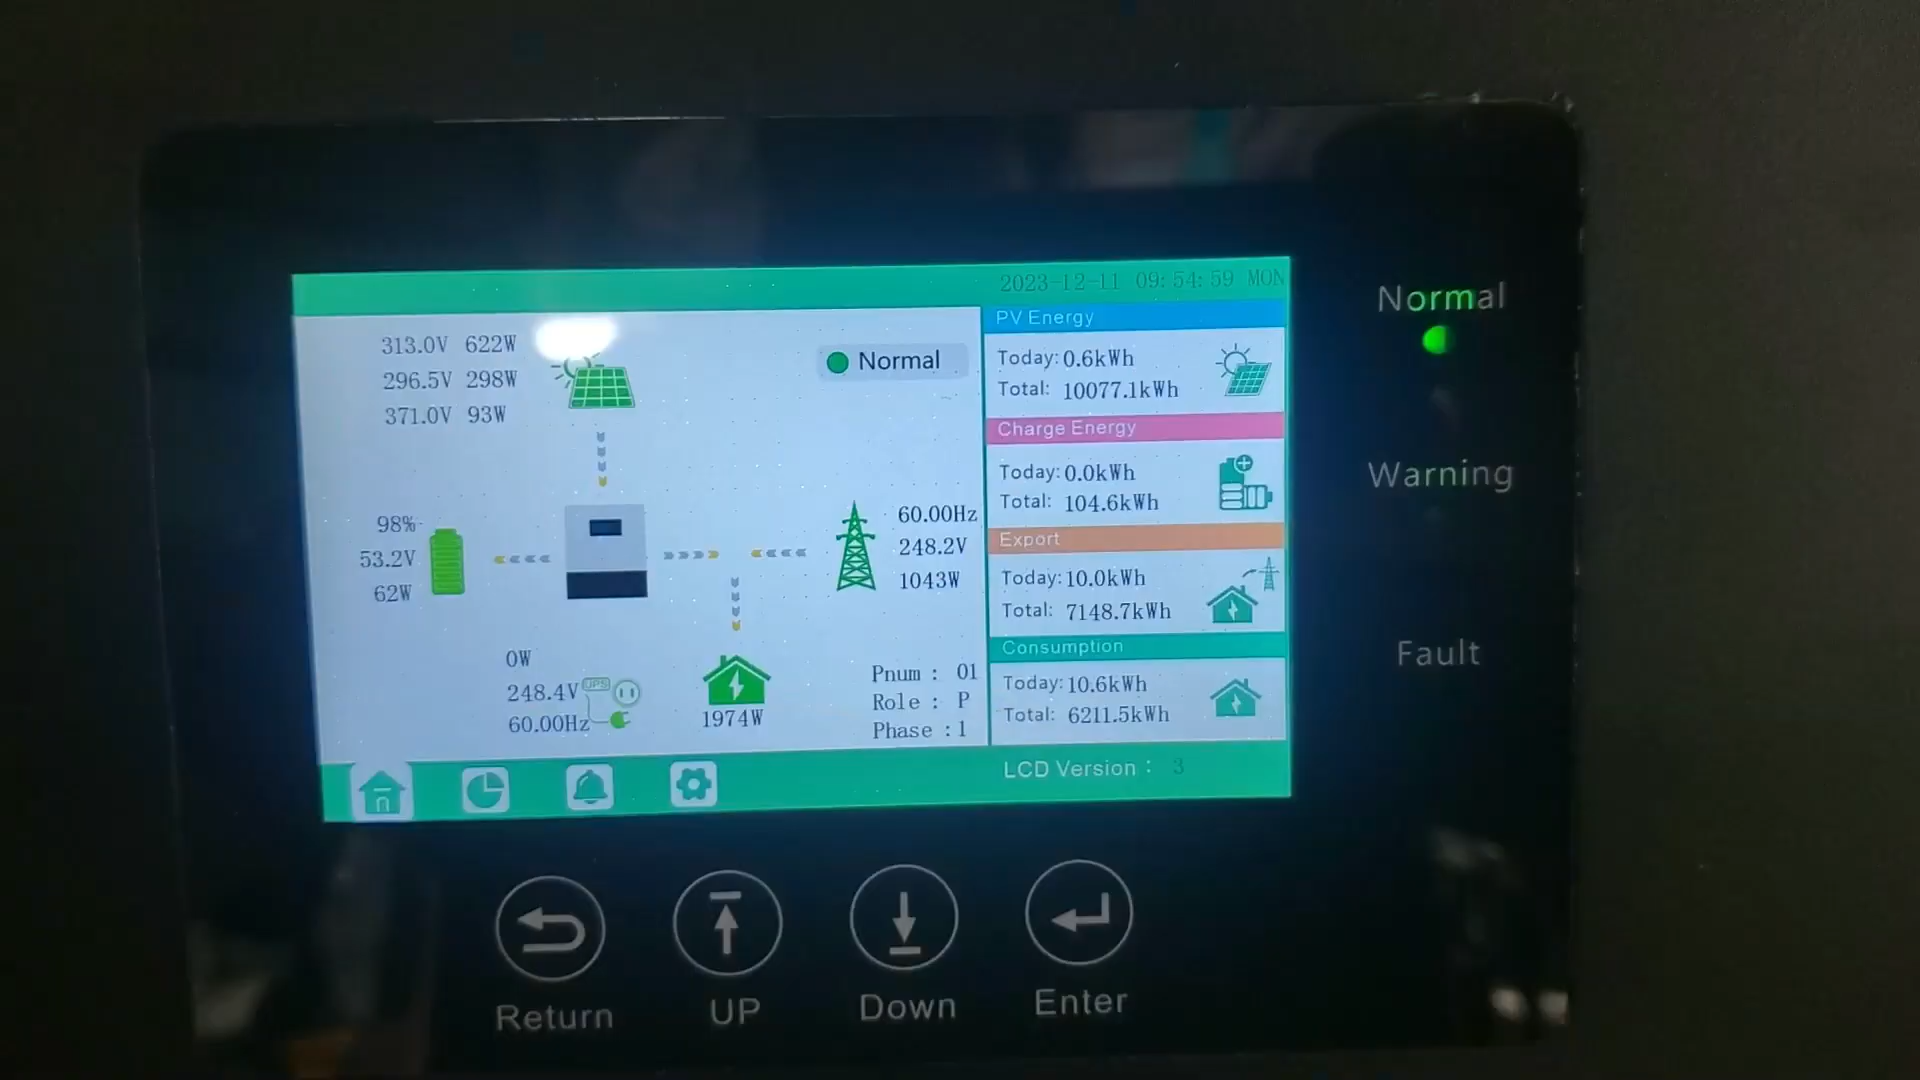 2023-12-11 09:54:59 MON
313.0V 622W
296.5V 298W
371.0V 93W
Normal
98%
53.2V
62W
60.00Hz
248.2V
1043W
0W
248.4V
UPS
60.00Hz
1974W
Pnum : 01
Role : P
Phase :1
PV Energy
Today: 0.6kWh
Total: 10077.1kWh
Charge Energy
Today: 0.0kWh
Total: 104.6kWh
Export
Today: 10.0kWh
Total: 7148.7kWh
Consumption
Today: 10.6kWh
Total: 6211.5kWh
LCD Version : 3
Normal
Warning
Fault
Return
UP
Down
Enter